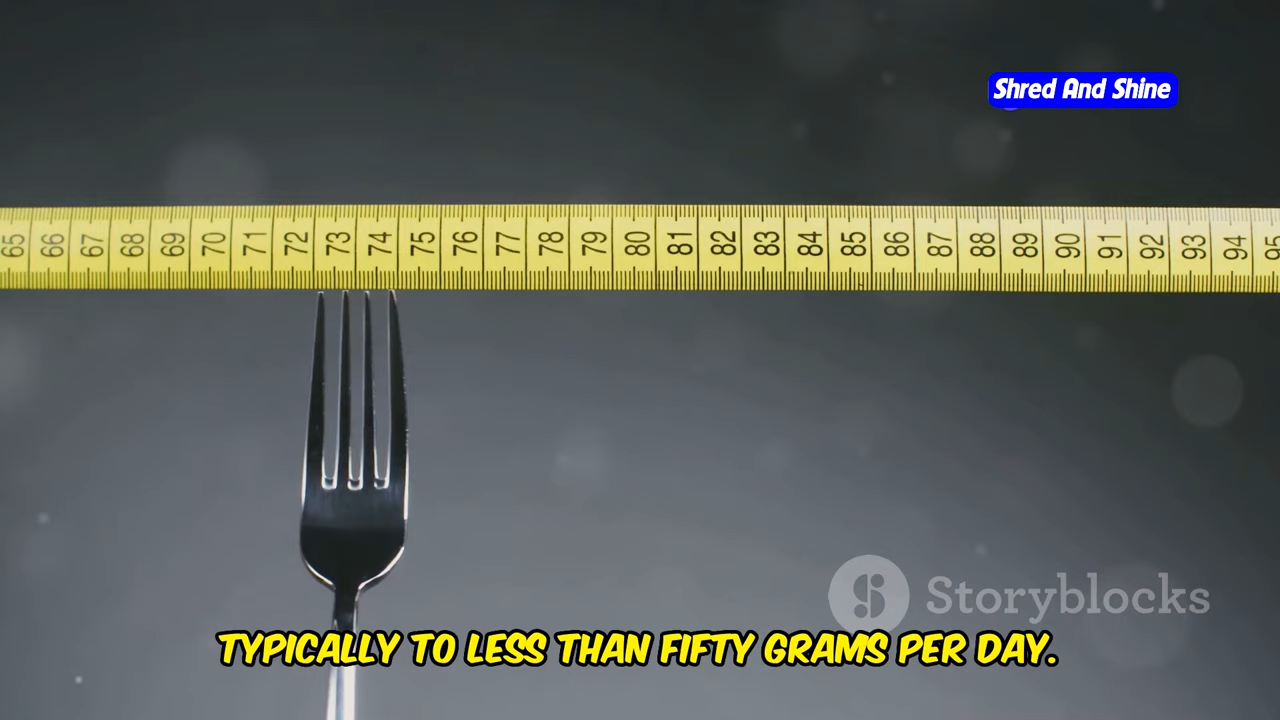 Shred And Shine
65 66 67 68 69 70 71 72 73 74 75 76 77 78 79 80 81 82 83 84 85 86 87 88 89 90 91 92 93 94 95
Storyblocks
TYPICALLY TO LESS THAN FIFTY GRAMS PER DAY.